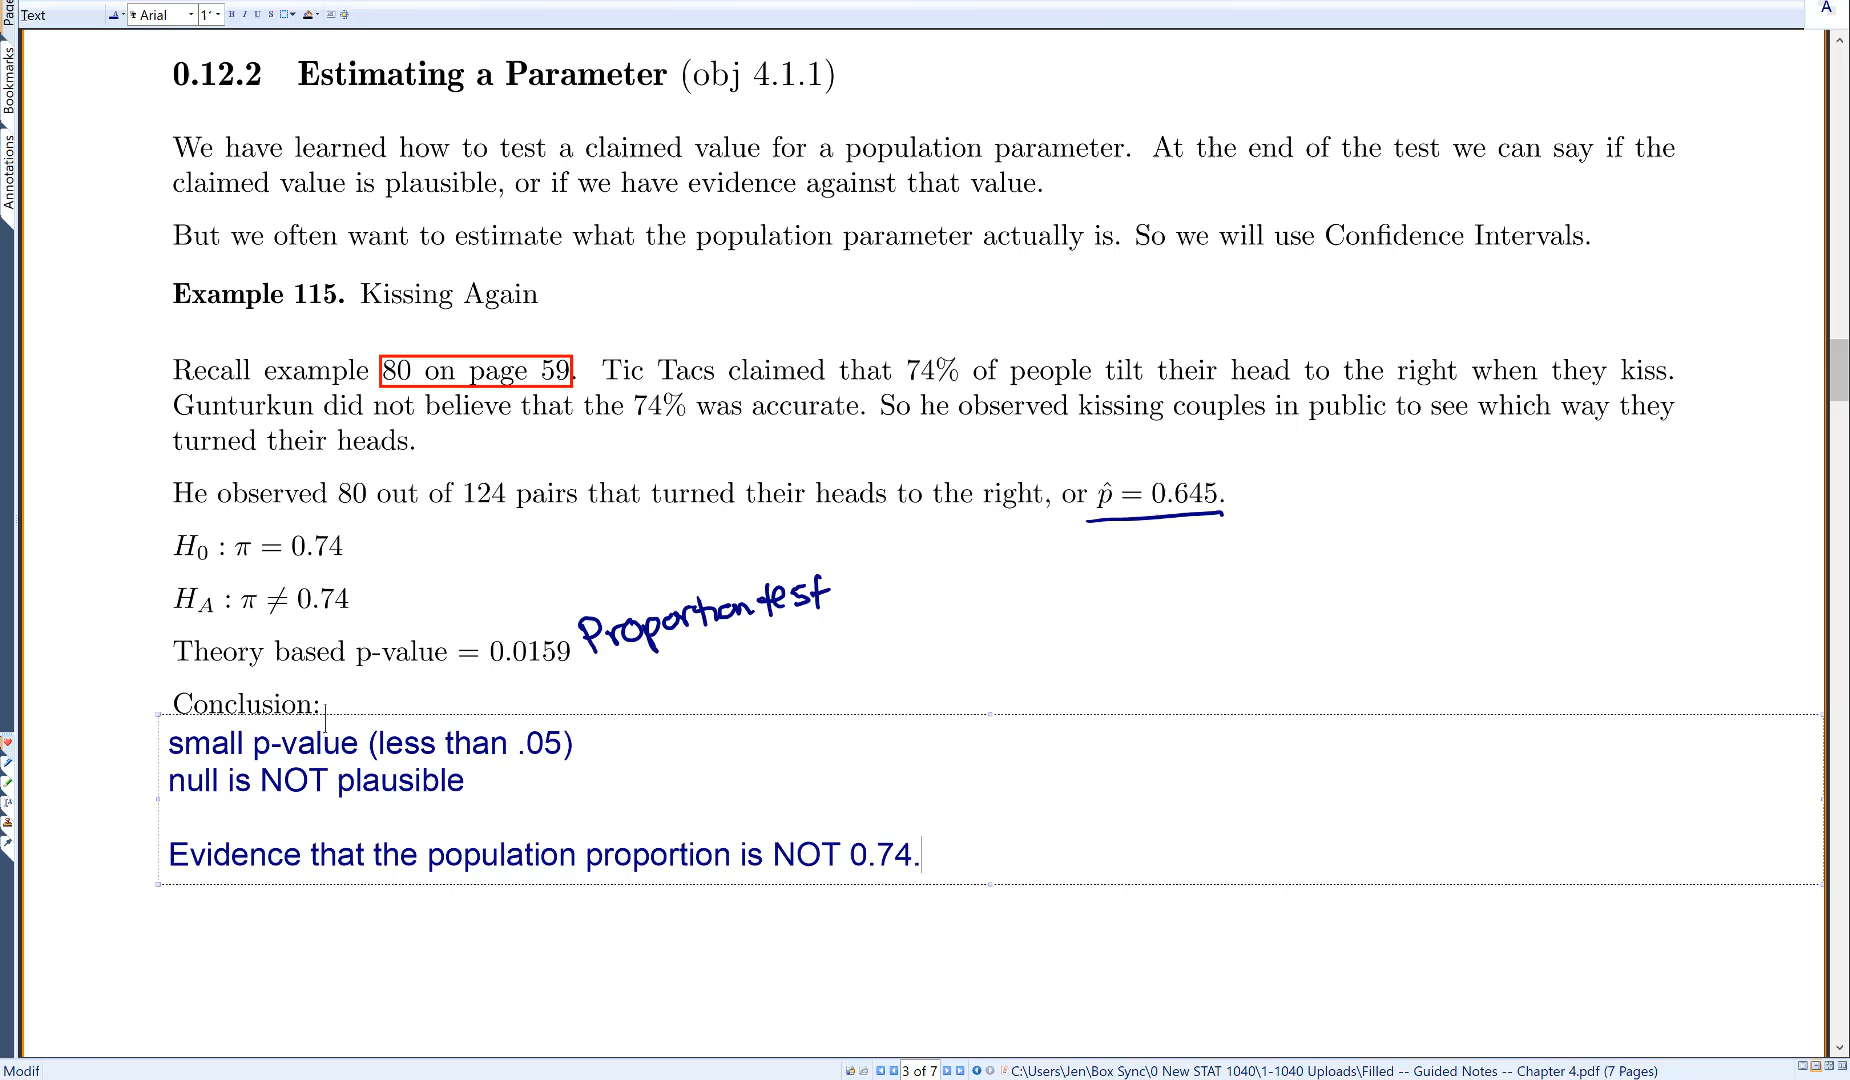 Text
Arial
B I U S
A
Pages
Bookmarks
Annotations
0.12.2 Estimating a Parameter (obj 4.1.1)
We have learned how to test a claimed value for a population parameter. At the end of the test we can say if the
claimed value is plausible, or if we have evidence against that value.
But we often want to estimate what the population parameter actually is. So we will use Confidence Intervals.
Example 115. Kissing Again
Recall example 80 on page 59. Tic Tacs claimed that 74% of people tilt their head to the right when they kiss.
Gunturkun did not believe that the 74% was accurate. So he observed kissing couples in public to see which way they
turned their heads.
He observed 80 out of 124 pairs that turned their heads to the right, or p̂ = 0.645.
H₀ : π = 0.74
H_A : π ≠ 0.74
Theory based p-value = 0.0159 Proportion test
Conclusion:
small p-value (less than .05)
null is NOT plausible
Evidence that the population proportion is NOT 0.74.
Modif
3 of 7
C:\Users\Jen\Box Sync\0 New STAT 1040\1-1040 Uploads\Filled -- Guided Notes -- Chapter 4.pdf (7 Pages)